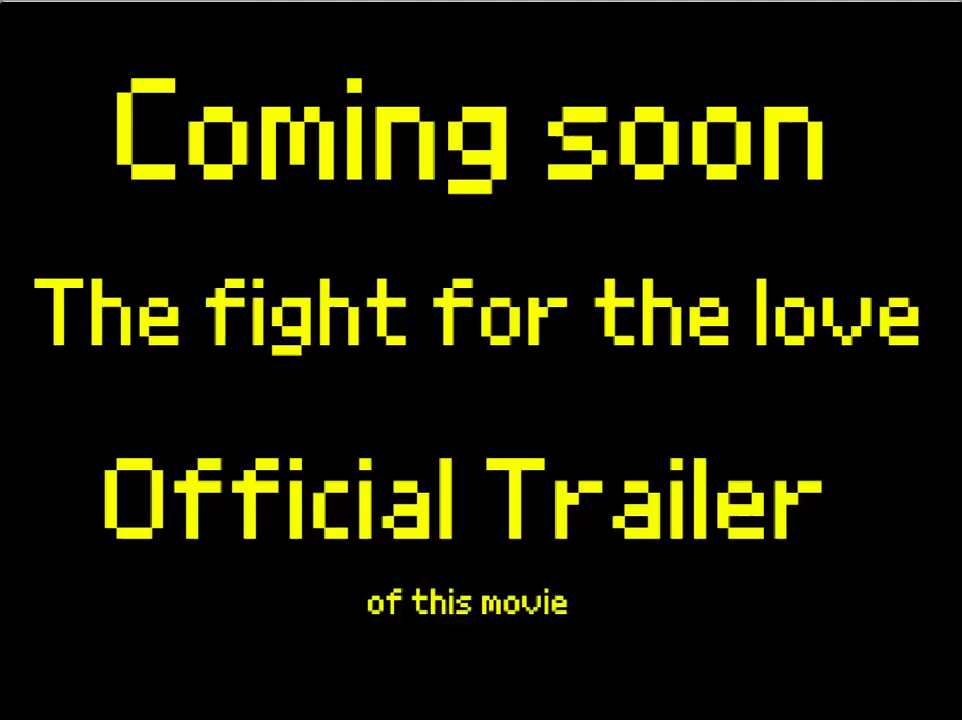 Coming soon
The fight for the love
Official Trailer
of this movie